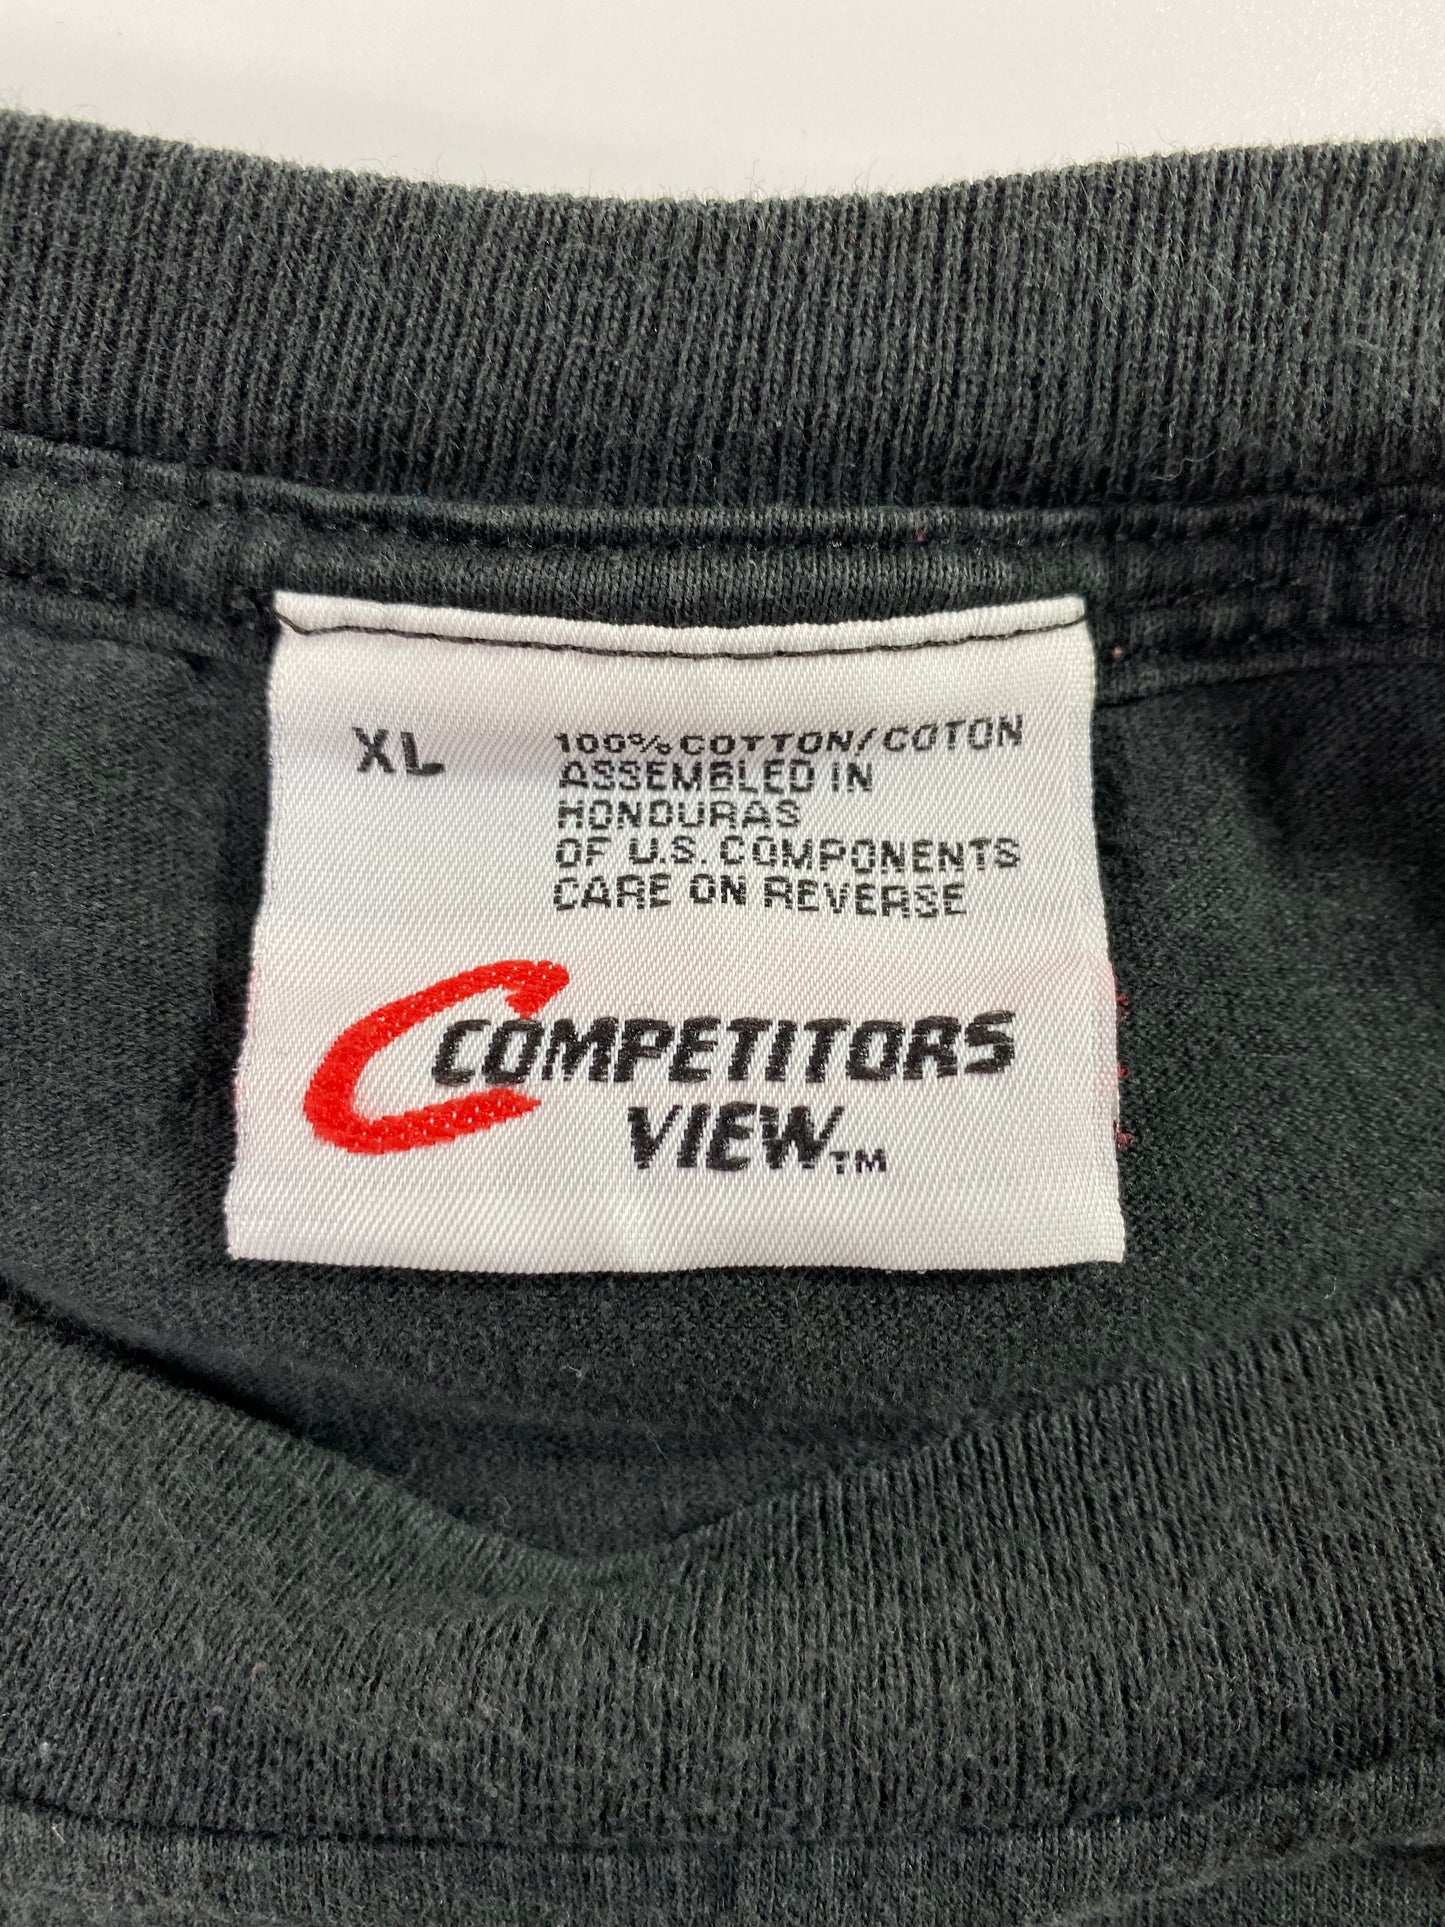 XL
100% COTTON/COTON
ASSEMBLED IN
HONDURAS
OF U.S. COMPONENTS
CARE ON REVERSE
C COMPETITORS
VIEW™